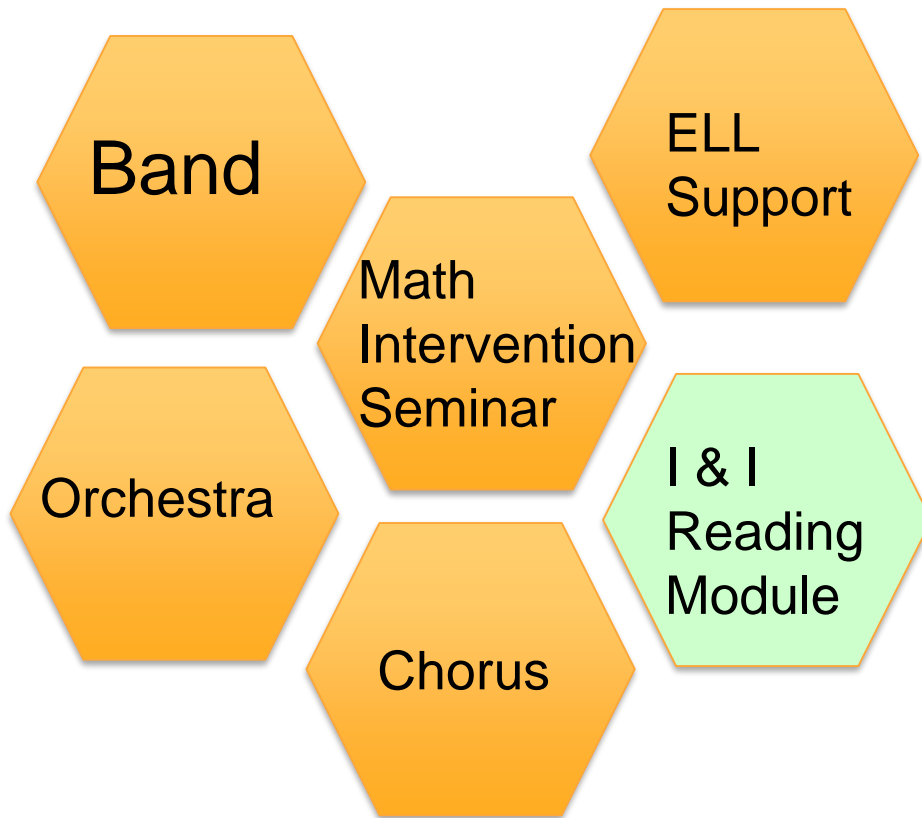 Band
ELL
Support
Math
Intervention
Seminar
Orchestra
I & I
Reading
Module
Chorus